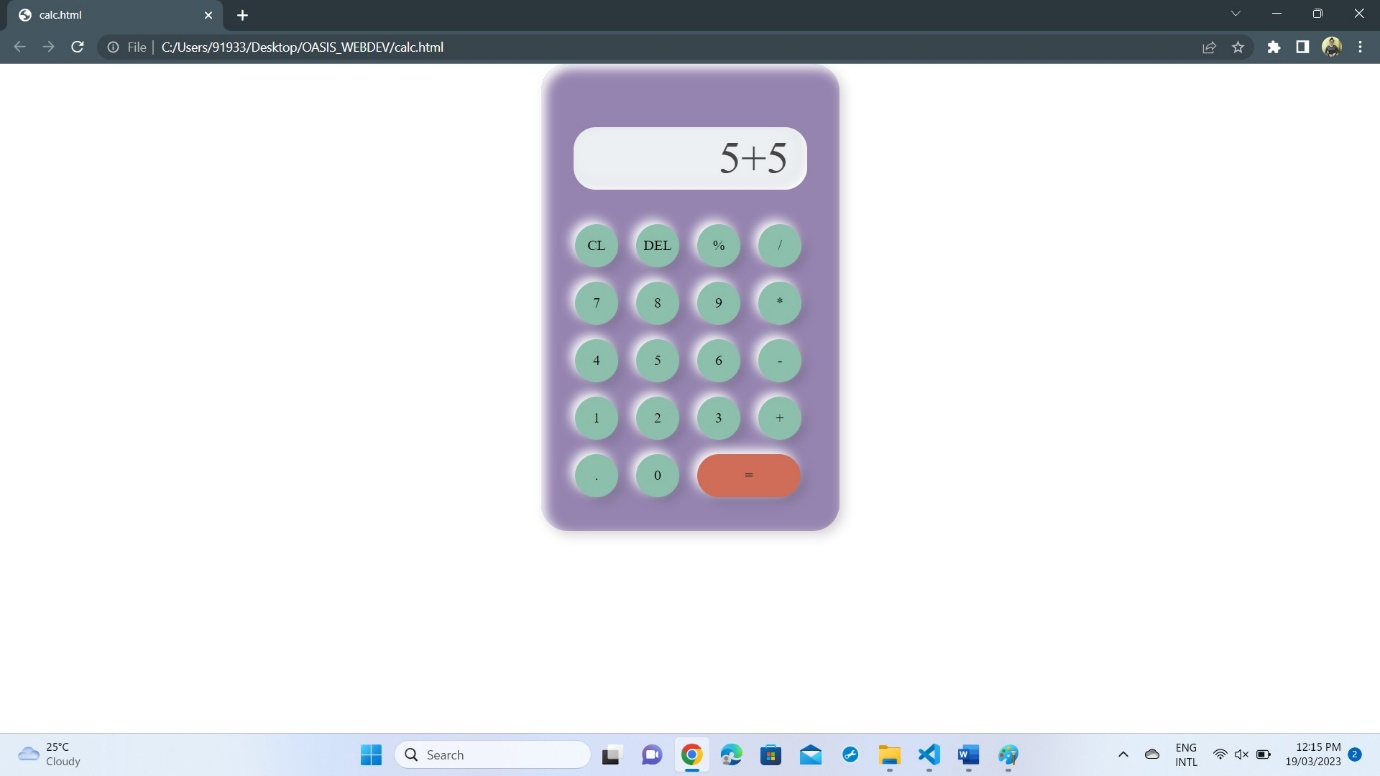 calc.html
File | C:/Users/91933/Desktop/OASIS_WEBDEV/calc.html
5+5
CL DEL % /
7 8 9 *
4 5 6 -
1 2 3 +
. 0 =
25°C
Cloudy
Search
ENG
INTL
12:15 PM
19/03/2023
2